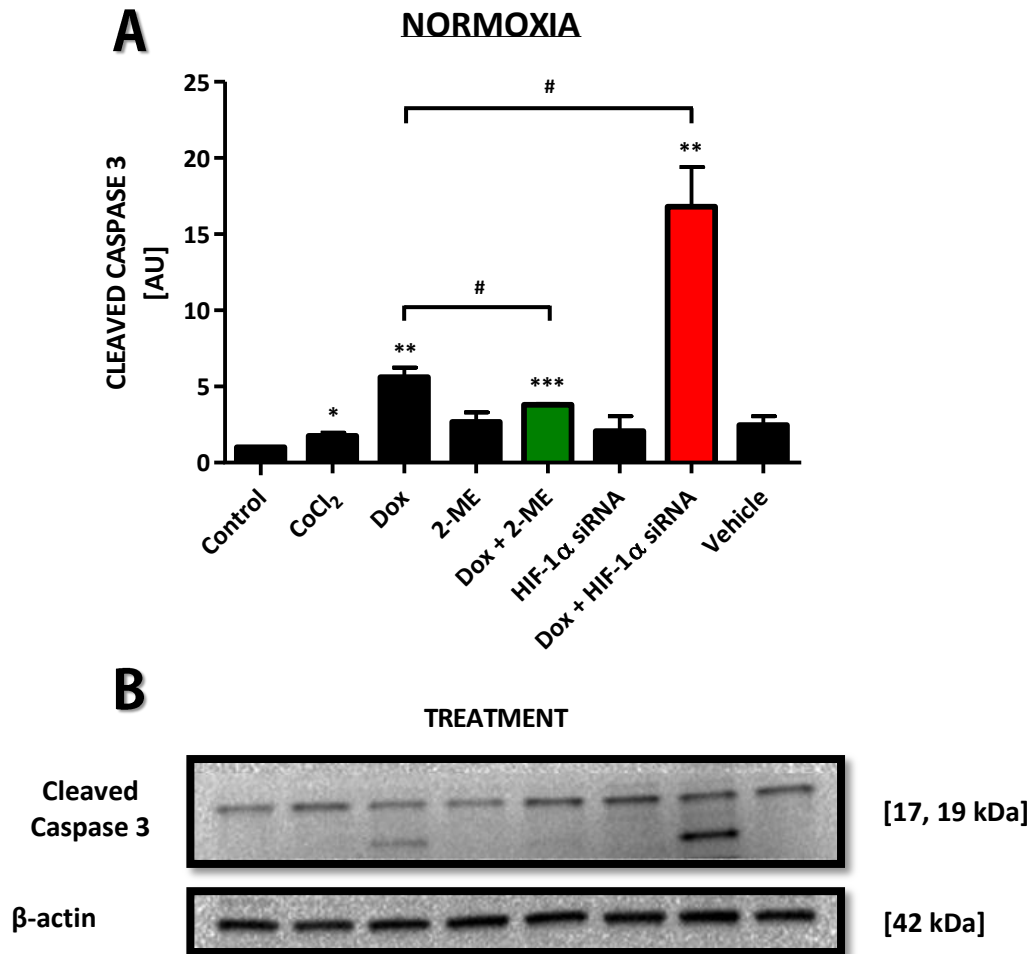 A
NORMOXIA
CLEAVED CASPASE 3
[AU]
25
20
15
10
5
0
#
#
*
**
***
**
Control
CoCl₂
Dox
2-ME
Dox + 2-ME
HIF-1α siRNA
Dox + HIF-1α siRNA
Vehicle
B
TREATMENT
Cleaved
Caspase 3
[17, 19 kDa]
β-actin
[42 kDa]